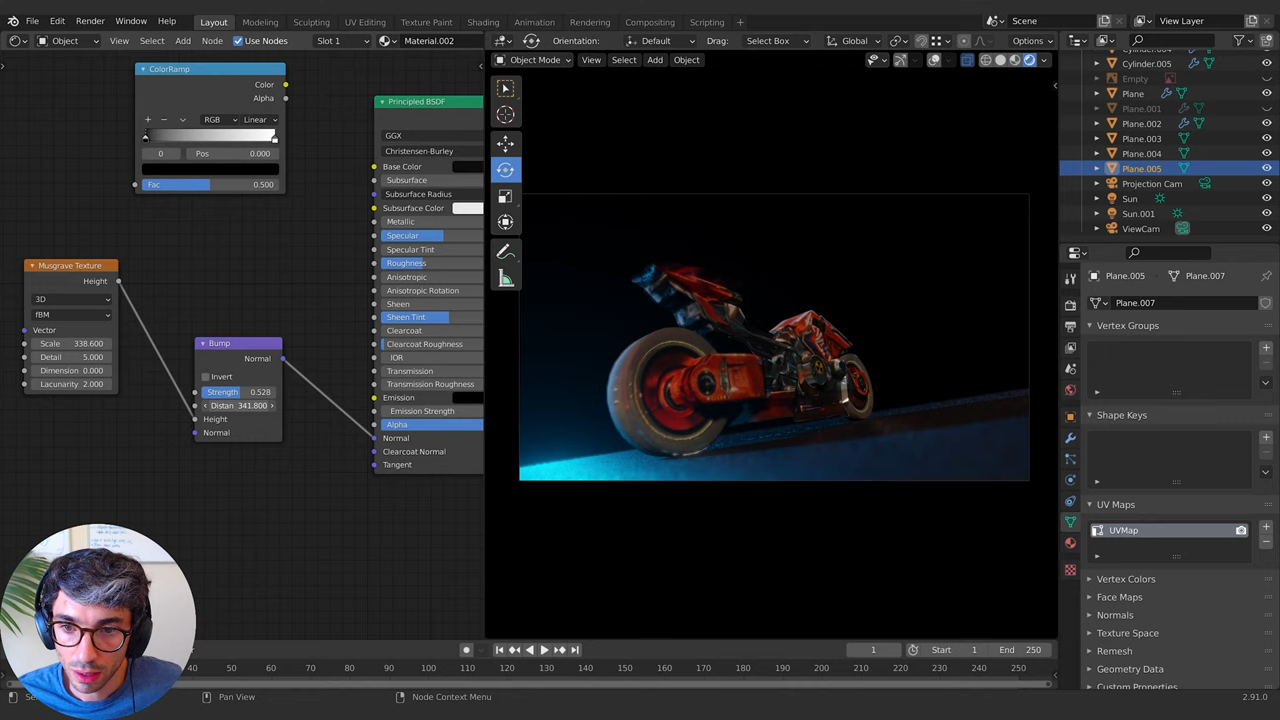 File Edit Render Window Help Layout Modeling Sculpting UV Editing Texture Paint Shading Animation Rendering Compositing Scripting + Scene View Layer
Object View Select Add Node Use Nodes Slot 1 Material.002 Orientation: Default Drag: Select Box Global Options
Object Mode View Select Add Object
ColorRamp
Color
Alpha
RGB Linear
0 Pos 0.000
Fac 0.500
Musgrave Texture
Height
3D
fBM
Vector
Scale 338.600
Detail 5.000
Dimension 0.000
Lacunarity 2.000
Bump
Normal
Invert
Strength 0.528
Distan 341.800
Height
Normal
Principled BSDF
GGX
Christensen-Burley
Base Color
Subsurface
Subsurface Radius
Subsurface Color
Metallic
Specular
Specular Tint
Roughness
Anisotropic
Anisotropic Rotation
Sheen
Sheen Tint
Clearcoat
Clearcoat Roughness
IOR
Transmission
Transmission Roughness
Emission
Emission Strength
Alpha
Normal
Clearcoat Normal
Tangent
Cylinder.005
Empty
Plane
Plane.001
Plane.002
Plane.003
Plane.004
Plane.005
Projection Cam
Sun
Sun.001
ViewCam
Plane.005 Plane.007
Plane.007
Vertex Groups
Shape Keys
UV Maps
UVMap
Vertex Colors
Face Maps
Normals
Texture Space
Remesh
Geometry Data
Custom Properties
1 Start 1 End 250
40 50 60 70 80 90 100 110 120 130 140 150 160 170 180 190 200 210 220 230 240 250
Pan View Node Context Menu 2.91.0